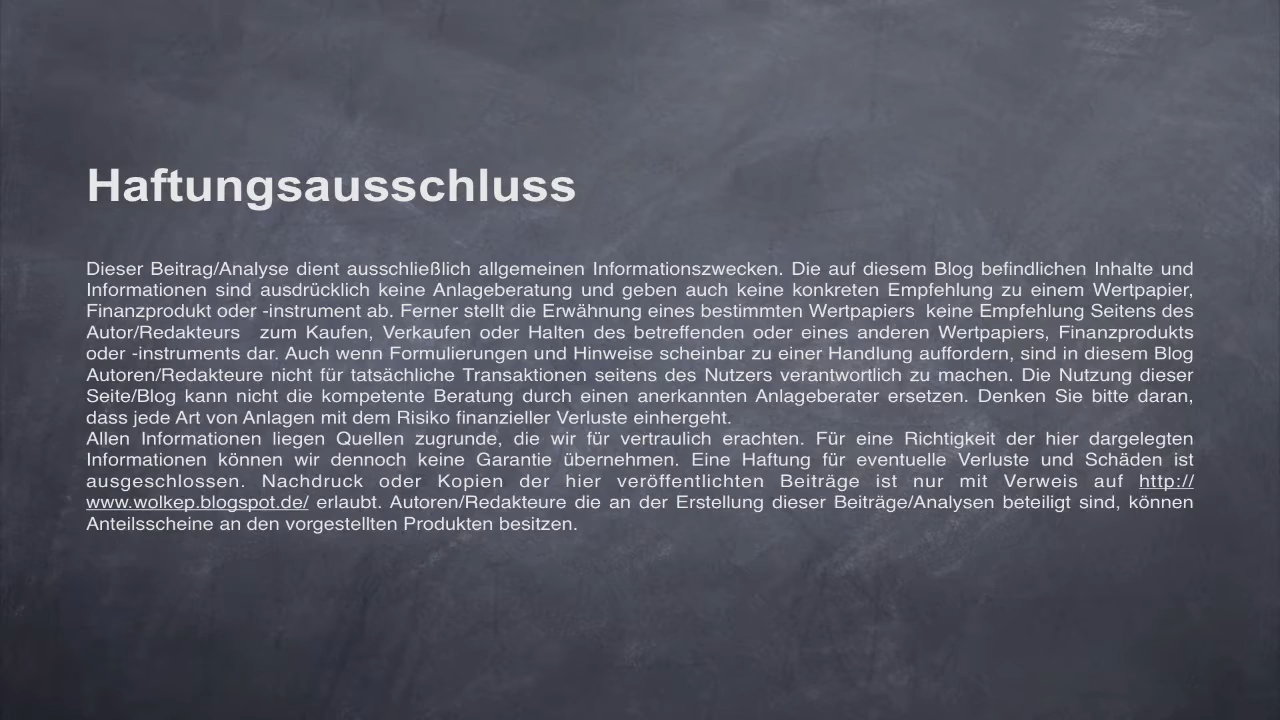 Haftungsausschluss
Dieser Beitrag/Analyse dient ausschließlich allgemeinen Informationszwecken. Die auf diesem Blog befindlichen Inhalte und
Informationen sind ausdrücklich keine Anlageberatung und geben auch keine konkreten Empfehlung zu einem Wertpapier,
Finanzprodukt oder -instrument ab. Ferner stellt die Erwähnung eines bestimmten Wertpapiers keine Empfehlung Seitens des
Autor/Redakteurs zum Kaufen, Verkaufen oder Halten des betreffenden oder eines anderen Wertpapiers, Finanzprodukts
oder -instruments dar. Auch wenn Formulierungen und Hinweise scheinbar zu einer Handlung auffordern, sind in diesem Blog
Autoren/Redakteure nicht für tatsächliche Transaktionen seitens des Nutzers verantwortlich zu machen. Die Nutzung dieser
Seite/Blog kann nicht die kompetente Beratung durch einen anerkannten Anlageberater ersetzen. Denken Sie bitte daran,
dass jede Art von Anlagen mit dem Risiko finanzieller Verluste einhergeht.
Allen Informationen liegen Quellen zugrunde, die wir für vertraulich erachten. Für eine Richtigkeit der hier dargelegten
Informationen können wir dennoch keine Garantie übernehmen. Eine Haftung für eventuelle Verluste und Schäden ist
ausgeschlossen. Nachdruck oder Kopien der hier veröffentlichten Beiträge ist nur mit Verweis auf http://
www.wolkep.blogspot.de/ erlaubt. Autoren/Redakteure die an der Erstellung dieser Beiträge/Analysen beteiligt sind, können
Anteilsscheine an den vorgestellten Produkten besitzen.